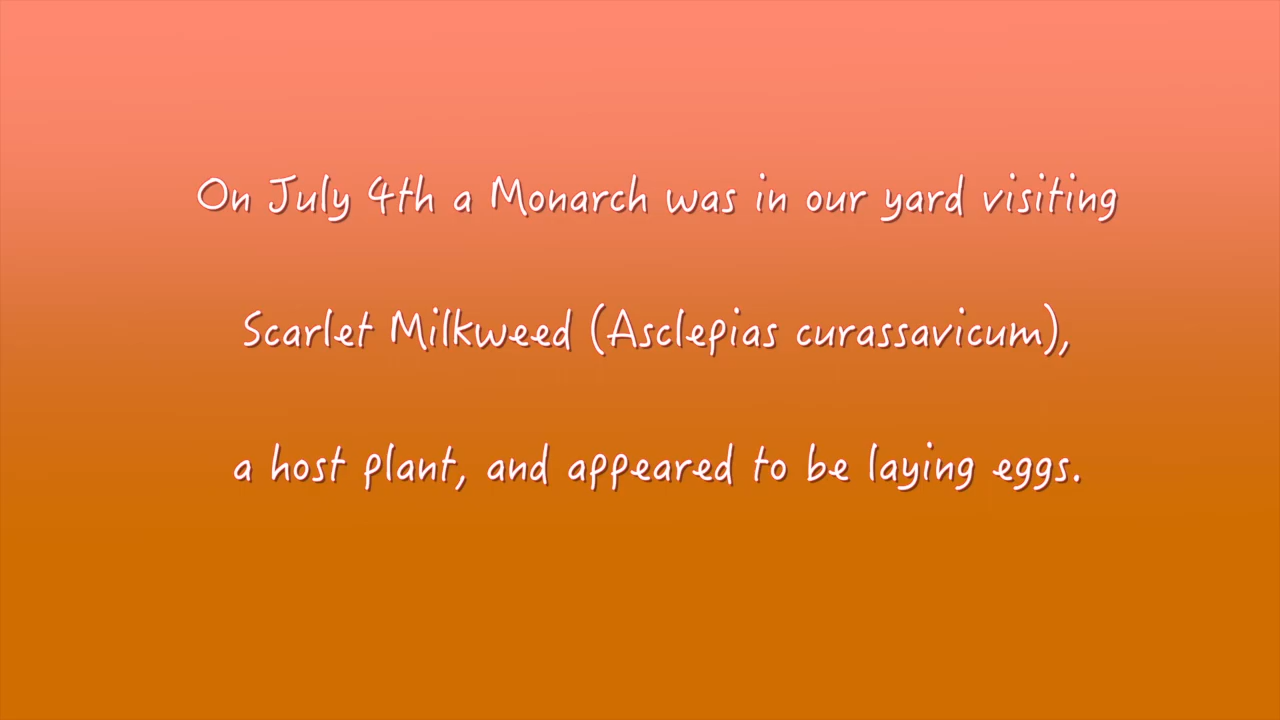 On July 4th a Monarch was in our yard visiting
Scarlet Milkweed (Asclepias curassavicum),
a host plant, and appeared to be laying eggs.